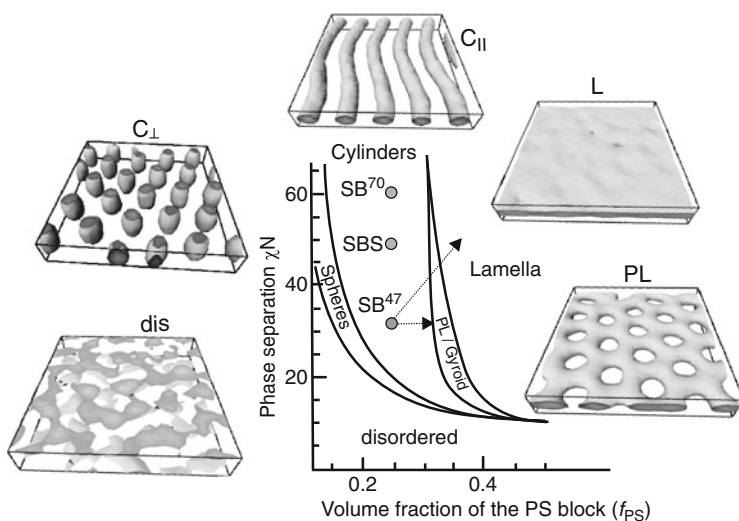 C||
C⊥
L
Cylinders
60
SB⁷⁰
SBS
Phase separation χN
40
Spheres
SB⁴⁷
Lamella
PL / Gyroid
PL
dis
20
disordered
0
0.2
0.4
Volume fraction of the PS block (fPS)